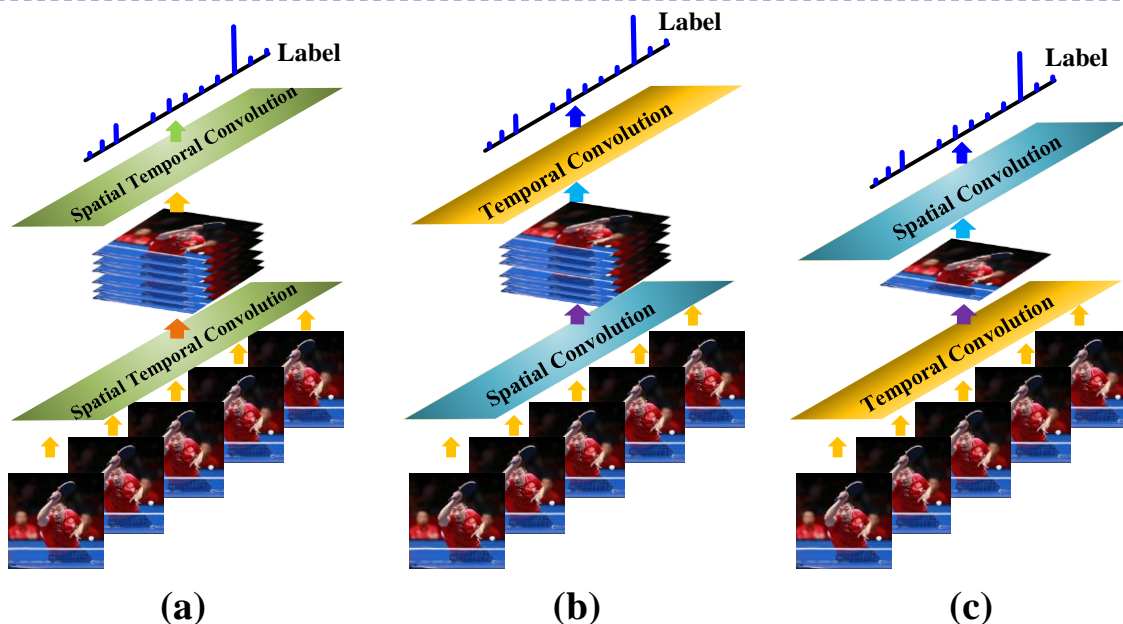 Label
Spatial Temporal Convolution
Spatial Temporal Convolution
(a)
Label
Temporal Convolution
Spatial Convolution
(b)
Label
Spatial Convolution
Temporal Convolution
(c)